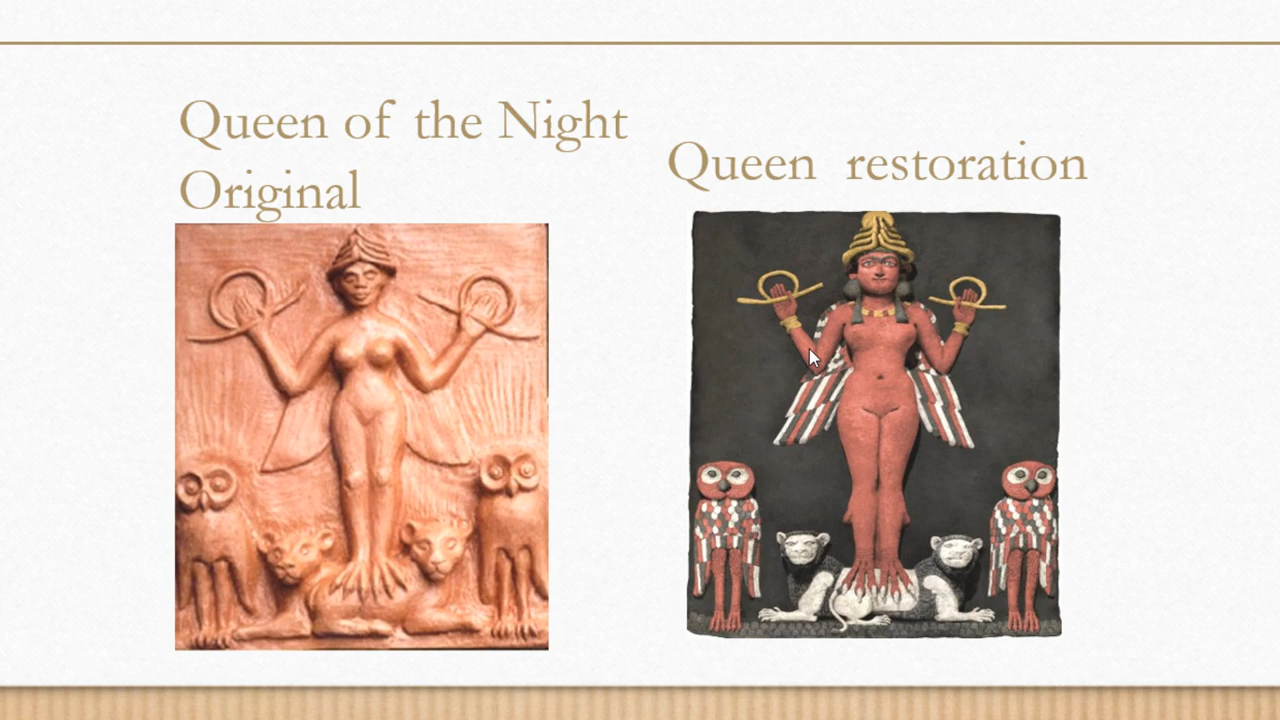 Queen of the Night
Original
Queen restoration